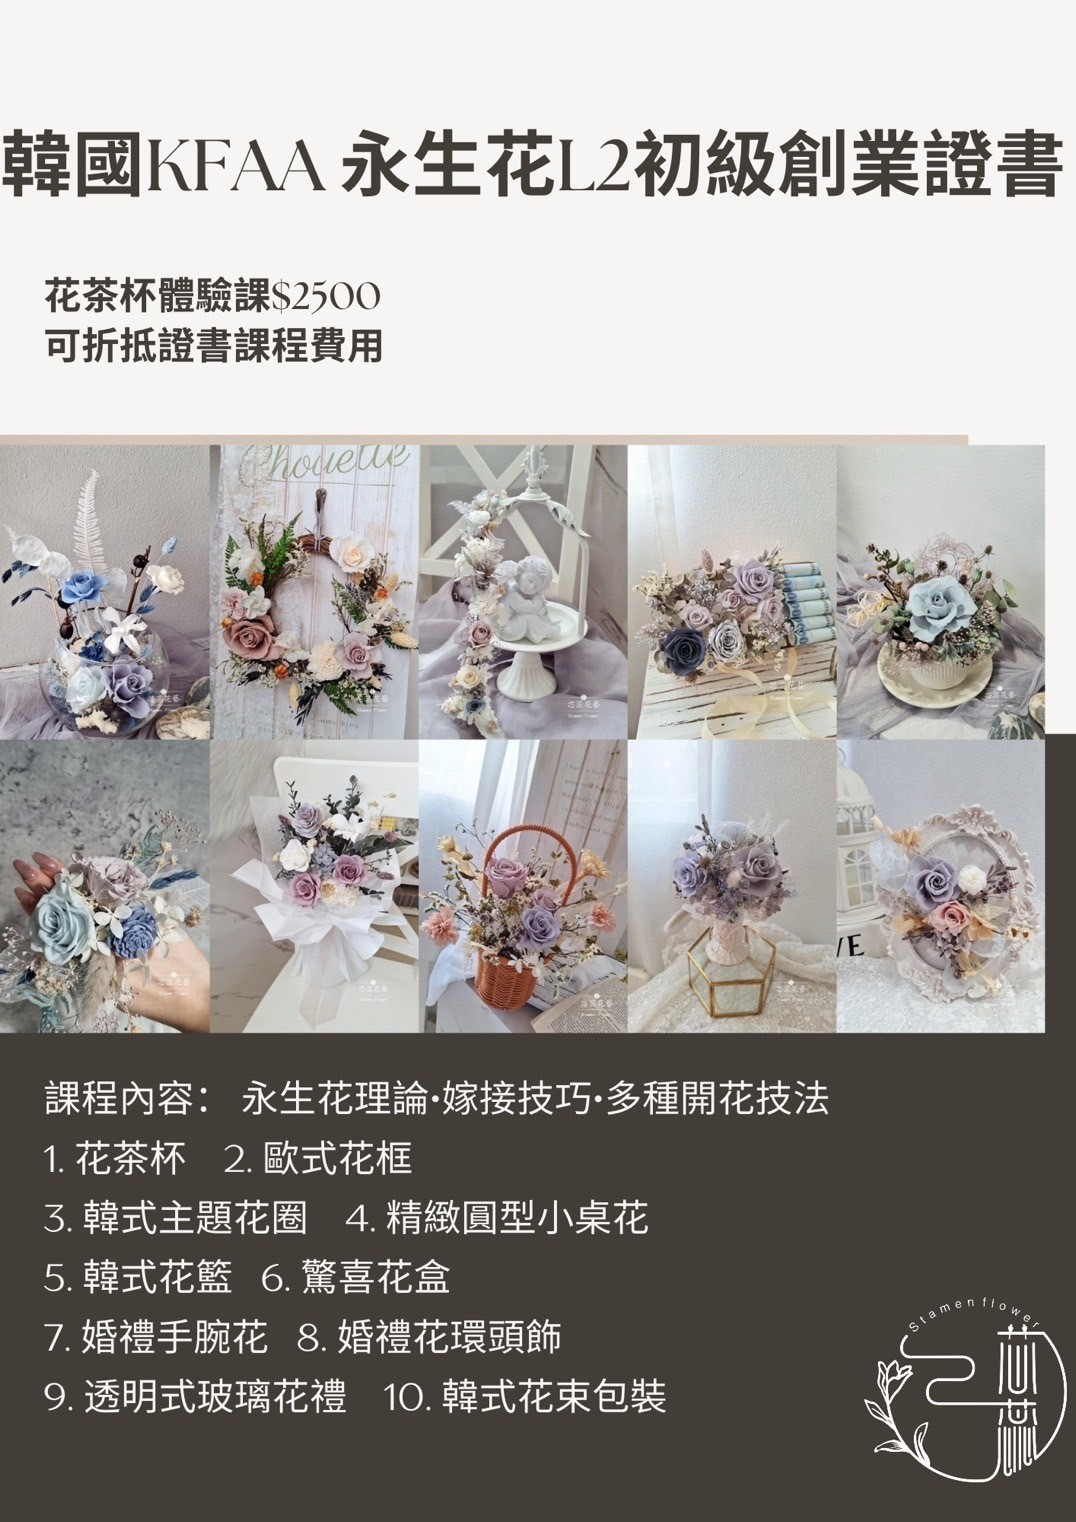 韓國KFAA 永生花L2初級創業證書
花茶杯體驗課$2500
可折抵證書課程費用
Chouette
課程內容： 永生花理論•嫁接技巧•多種開花技法
1. 花茶杯 2. 歐式花框
3. 韓式主題花圈 4. 精緻圓型小桌花
5. 韓式花籃 6. 驚喜花盒
7. 婚禮手腕花 8. 婚禮花環頭飾
9. 透明式玻璃花禮 10. 韓式花束包裝
Stamen flower